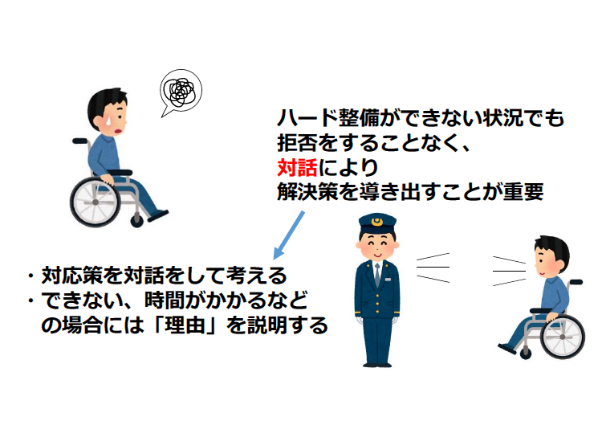 ハード整備ができない状況でも
拒否をすることなく、
対話により
解決策を導き出すことが重要
・対応策を対話をして考える
・できない、時間がかかるなど
の場合には「理由」を説明する